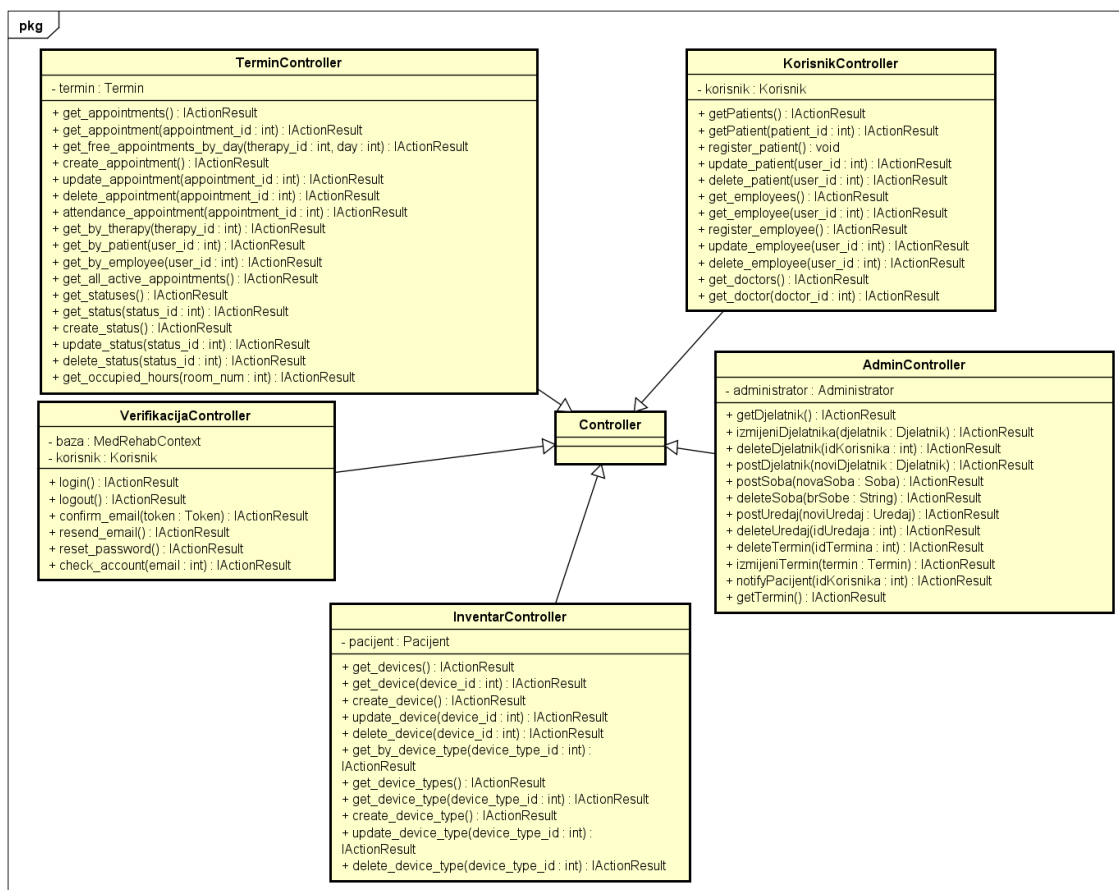 pkg
TerminController
- termin : Termin
+ get_appointments() : IActionResult
+ get_appointment(appointment_id : int) : IActionResult
+ get_free_appointments_by_day(therapy_id : int, day : int) : IActionResult
+ create_appointment() : IActionResult
+ update_appointment(appointment_id : int) : IActionResult
+ delete_appointment(appointment_id : int) : IActionResult
+ attendance_appointment(appointment_id : int) : IActionResult
+ get_by_therapy(therapy_id : int) : IActionResult
+ get_by_patient(user_id : int) : IActionResult
+ get_by_employee(user_id : int) : IActionResult
+ get_all_active_appointments() : IActionResult
+ get_statuses() : IActionResult
+ get_status(status_id : int) : IActionResult
+ create_status() : IActionResult
+ update_status(status_id : int) : IActionResult
+ delete_status(status_id : int) : IActionResult
+ get_occupied_hours(room_num : int) : IActionResult
KorisnikController
- korisnik : Korisnik
+ getPatients() : IActionResult
+ getPatient(patient_id : int) : IActionResult
+ register_patient() : void
+ update_patient(user_id : int) : IActionResult
+ delete_patient(user_id : int) : IActionResult
+ get_employees() : IActionResult
+ get_employee(user_id : int) : IActionResult
+ register_employee() : IActionResult
+ update_employee(user_id : int) : IActionResult
+ delete_employee(user_id : int) : IActionResult
+ get_doctors() : IActionResult
+ get_doctor(doctor_id : int) : IActionResult
VerifikacijaController
- baza : MedRehabContext
- korisnik : Korisnik
+ login() : IActionResult
+ logout() : IActionResult
+ confirm_email(token : Token) : IActionResult
+ resend_email() : IActionResult
+ reset_password() : IActionResult
+ check_account(email : int) : IActionResult
Controller
AdminController
- administrator : Administrator
+ getDjelatnik() : IActionResult
+ izmijeniDjelatnika(djelatnik : Djelatnik) : IActionResult
+ deleteDjelatnik(idKorisnika : int) : IActionResult
+ postDjelatnik(noviDjelatnik : Djelatnik) : IActionResult
+ postSoba(novaSoba : Soba) : IActionResult
+ deleteSoba(brSobe : String) : IActionResult
+ postUredaj(noviUredaj : Uredaj) : IActionResult
+ deleteUredaj(idUredaja : int) : IActionResult
+ deleteTermin(idTermina : int) : IActionResult
+ izmijeniTermin(termin : Termin) : IActionResult
+ notifyPacijent(idKorisnika : int) : IActionResult
+ getTermin() : IActionResult
InventarController
- pacijent : Pacijent
+ get_devices() : IActionResult
+ get_device(device_id : int) : IActionResult
+ create_device() : IActionResult
+ update_device(device_id : int) : IActionResult
+ delete_device(device_id : int) : IActionResult
+ get_by_device_type(device_type_id : int) :
IActionResult
+ get_device_types() : IActionResult
+ get_device_type(device_type_id : int) : IActionResult
+ create_device_type() : IActionResult
+ update_device_type(device_type_id : int) :
IActionResult
+ delete_device_type(device_type_id : int) : IActionResult